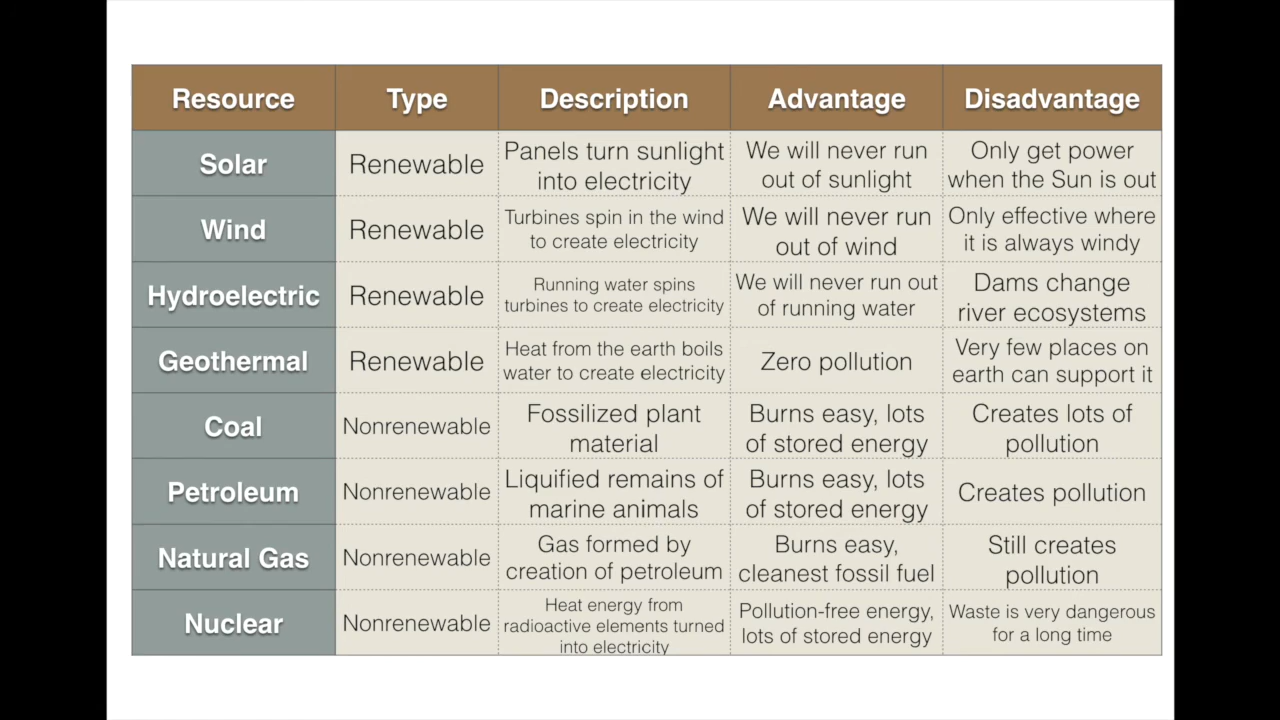 Resource Type Description Advantage Disadvantage
Solar
Renewable
Panels turn sunlight
into electricity
We will never run
out of sunlight
Only get power
when the Sun is out
Wind
Renewable
Turbines spin in the wind
to create electricity
We will never run
out of wind
Only effective where
it is always windy
Hydroelectric
Renewable
Running water spins
turbines to create electricity
We will never run out
of running water
Dams change
river ecosystems
Geothermal
Renewable
Heat from the earth boils
water to create electricity
Zero pollution
Very few places on
earth can support it
Coal
Nonrenewable
Fossilized plant
material
Burns easy, lots
of stored energy
Creates lots of
pollution
Petroleum
Nonrenewable
Liquified remains of
marine animals
Burns easy, lots
of stored energy
Creates pollution
Natural Gas
Nonrenewable
Gas formed by
creation of petroleum
Burns easy,
cleanest fossil fuel
Still creates
pollution
Nuclear
Nonrenewable
Heat energy from
radioactive elements turned
into electricity
Pollution-free energy,
lots of stored energy
Waste is very dangerous
for a long time